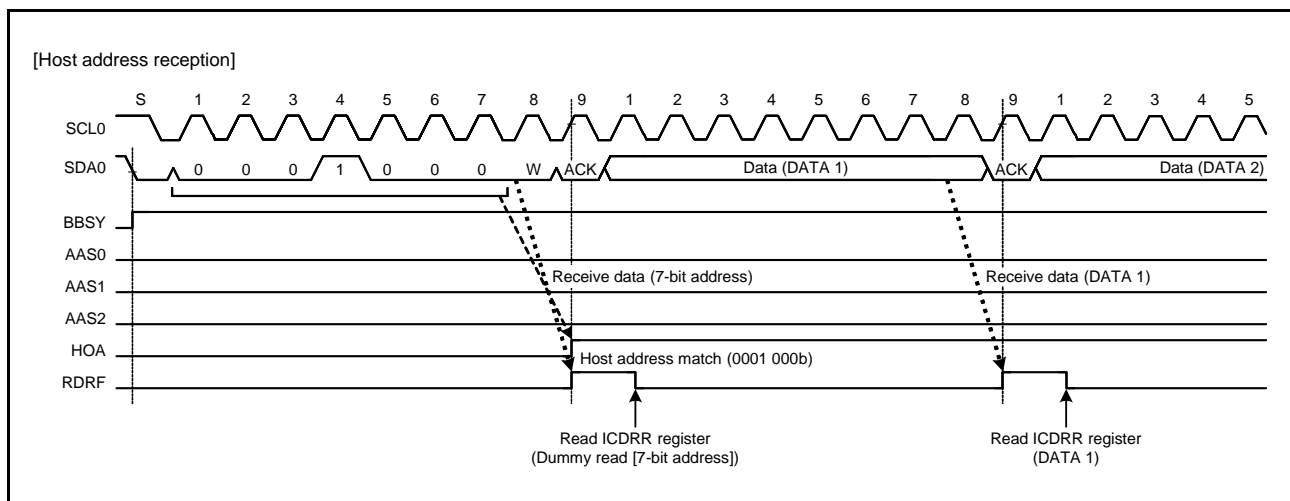 [Host address reception]
S 1 2 3 4 5 6 7 8 9 1 2 3 4 5 6 7 8 9 1 2 3 4 5
SCL0
SDA0 0 0 0 1 0 0 0 W ACK Data (DATA 1) ACK Data (DATA 2)
BBSY
AAS0
Receive data (7-bit address) Receive data (DATA 1)
AAS1
AAS2
HOA
Host address match (0001 000b)
RDRF
Read ICDRR register Read ICDRR register
(Dummy read [7-bit address]) (DATA 1)